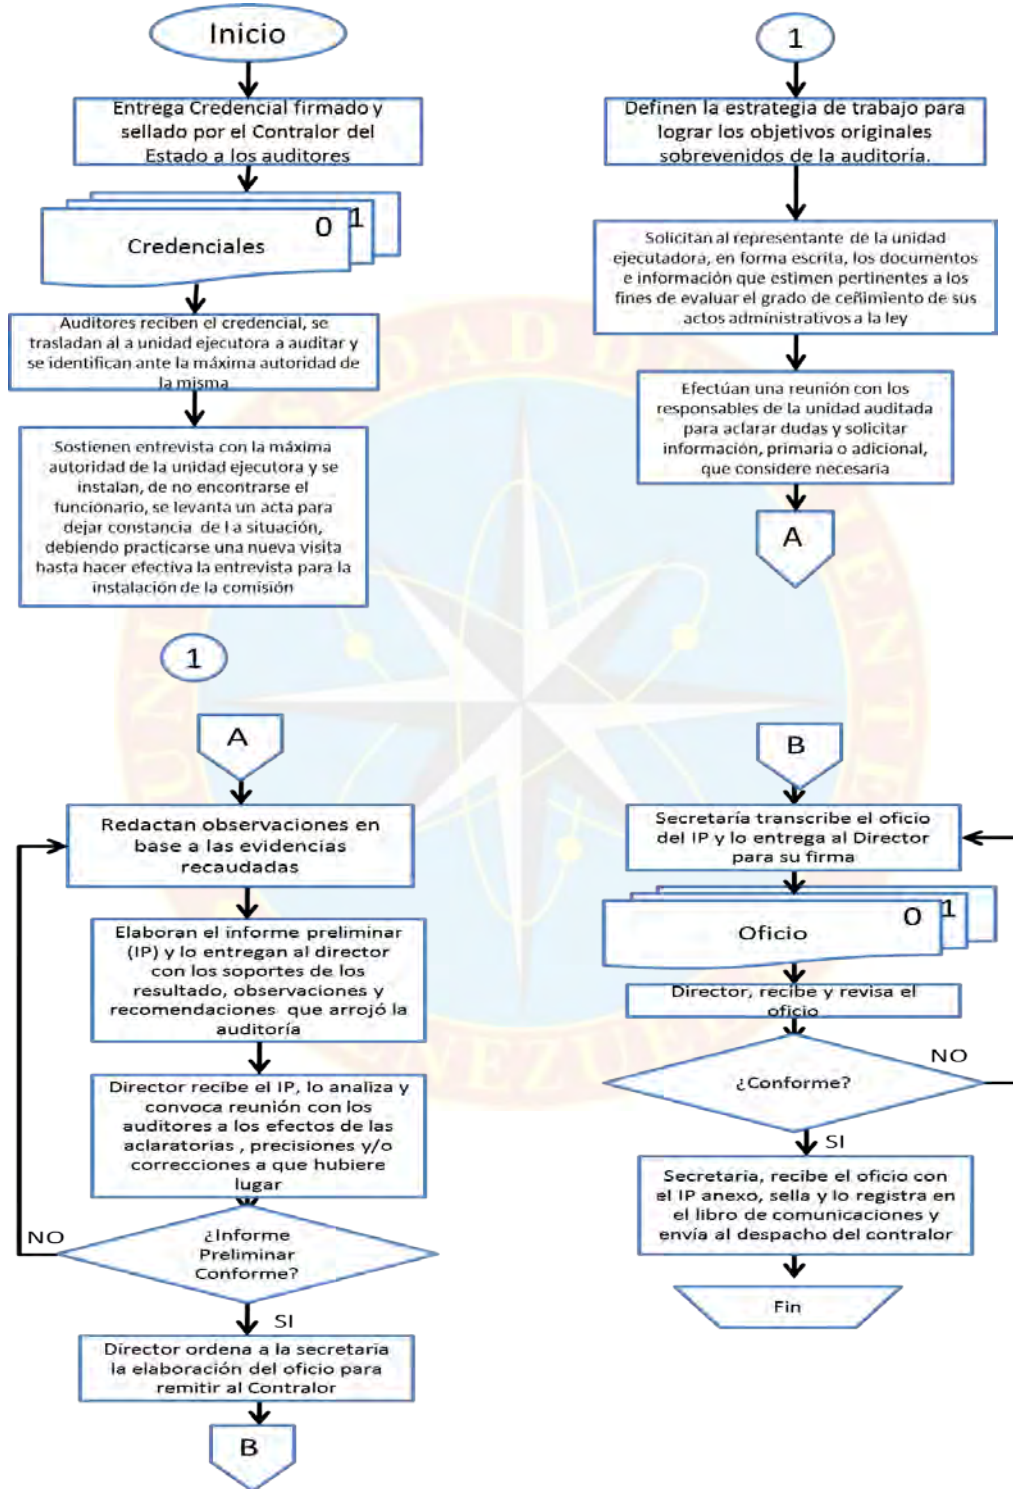 Inicio
Entrega Credencial firmado y
sellado por el Contralor del
Estado a los auditores
0
1
Credenciales
Auditores reciben el credencial, se
trasladan al a unidad ejecutora a auditar y
se identifican ante la máxima autoridad de
la misma
Sostienen entrevista con la máxima
autoridad de la unidad ejecutora y se
instalan, de no encontrarse el
funcionario, se levanta un acta para
dejar constancia de la situación,
debiendo practicarse una nueva visita
hasta hacer efectiva la entrevista para la
instalación de la comisión
1
1
Definen la estrategia de trabajo para
lograr los objetivos originales
sobrevenidos de la auditoría.
Solicitan al representante de la unidad
ejecutadora, en forma escrita, los documentos
e información que estimen pertinentes a los
fines de evaluar el grado de ceñimiento de sus
actos administrativos a la ley
Efectúan una reunión con los
responsables de la unidad auditada
para aclarar dudas y solicitar
información, primaria o adicional,
que considere necesaria
A
A
Redactan observaciones en
base a las evidencias
recaudadas
Elaboran el informe preliminar
(IP) y lo entregan al director
con los soportes de los
resultado, observaciones y
recomendaciones que arrojó la
auditoría
Director recibe el IP, lo analiza y
convoca reunión con los
auditores a los efectos de las
aclaratorias , precisiones y/o
correcciones a que hubiere
lugar
NO
¿Informe
Preliminar
Conforme?
SI
Director ordena a la secretaria
la elaboración del oficio para
remitir al Contralor
B
B
Secretaría transcribe el oficio
del IP y lo entrega al Director
para su firma
0
1
Oficio
Director, recibe y revisa el
oficio
NO
¿Conforme?
SI
Secretaria, recibe el oficio con
el IP anexo, sella y lo registra en
el libro de comunicaciones y
envía al despacho del contralor
Fin